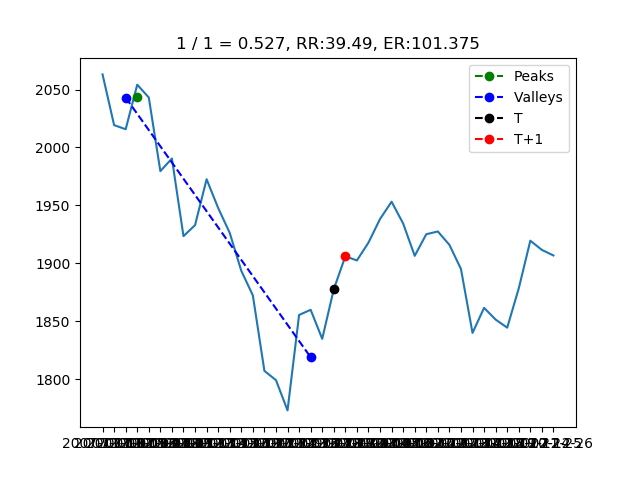 1 / 1 = 0.527, RR:39.49, ER:101.375
Peaks
Valleys
T
T+1
2050
2000
1950
1900
1850
1800